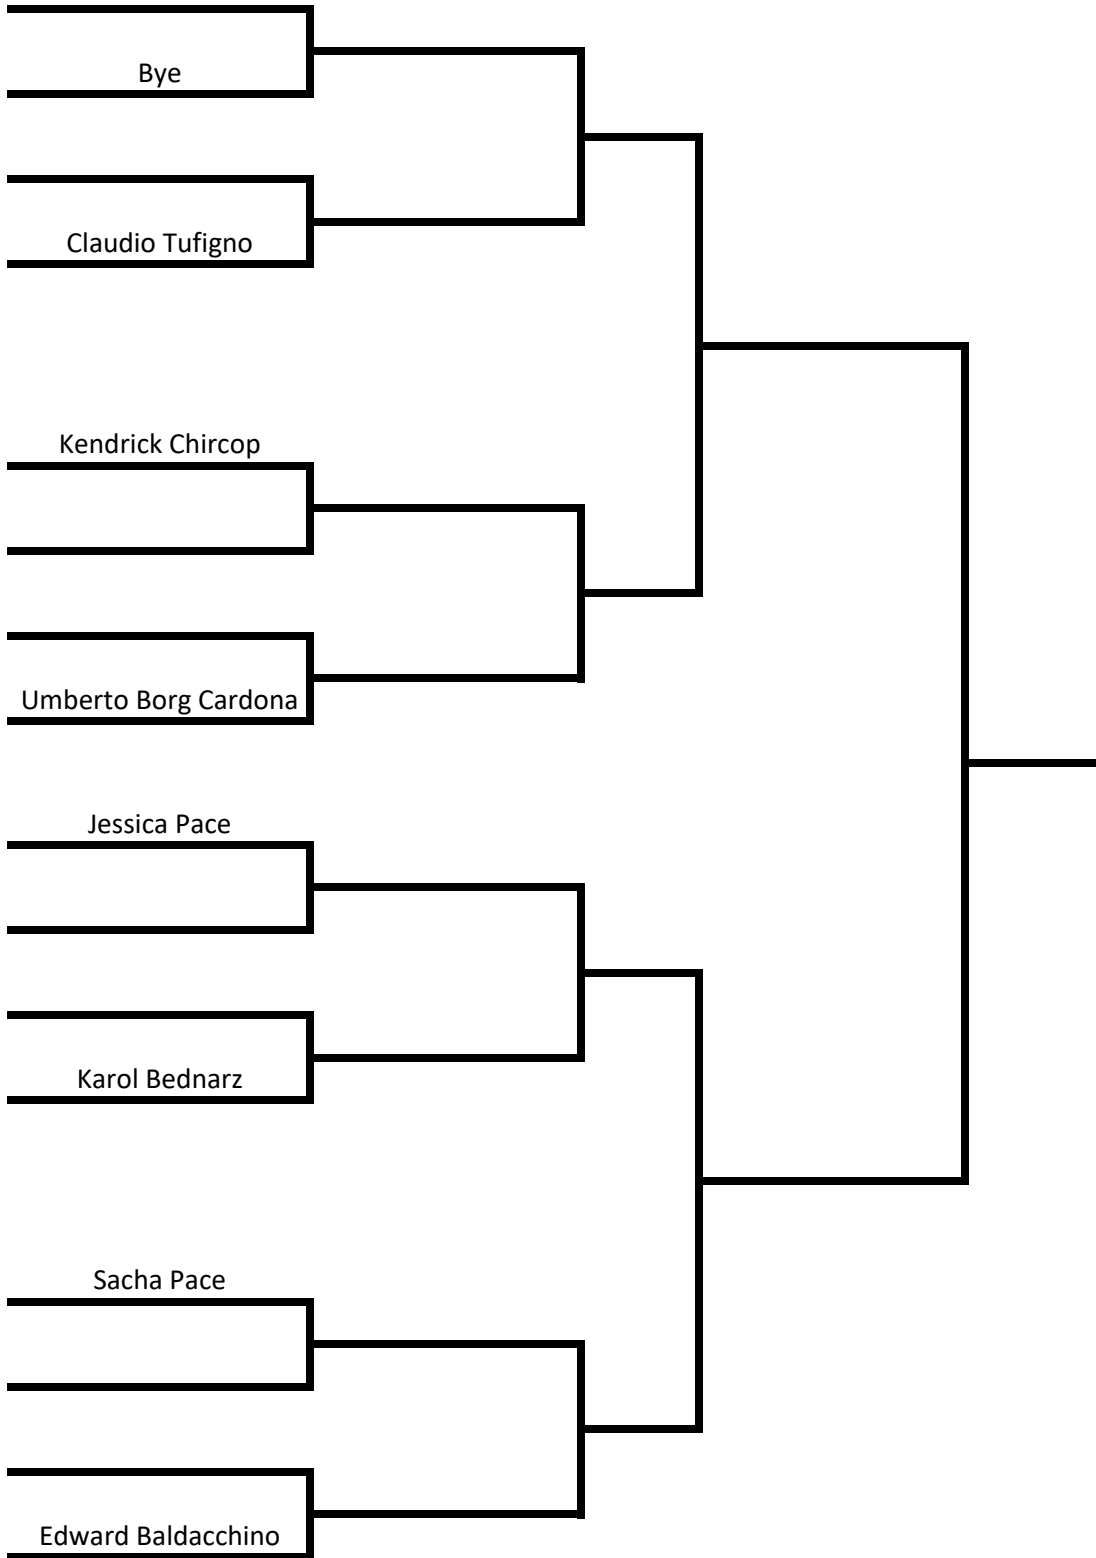 Bye
Claudio Tufigno
Kendrick Chircop
Umberto Borg Cardona
Jessica Pace
Karol Bednarz
Sacha Pace
Edward Baldacchino